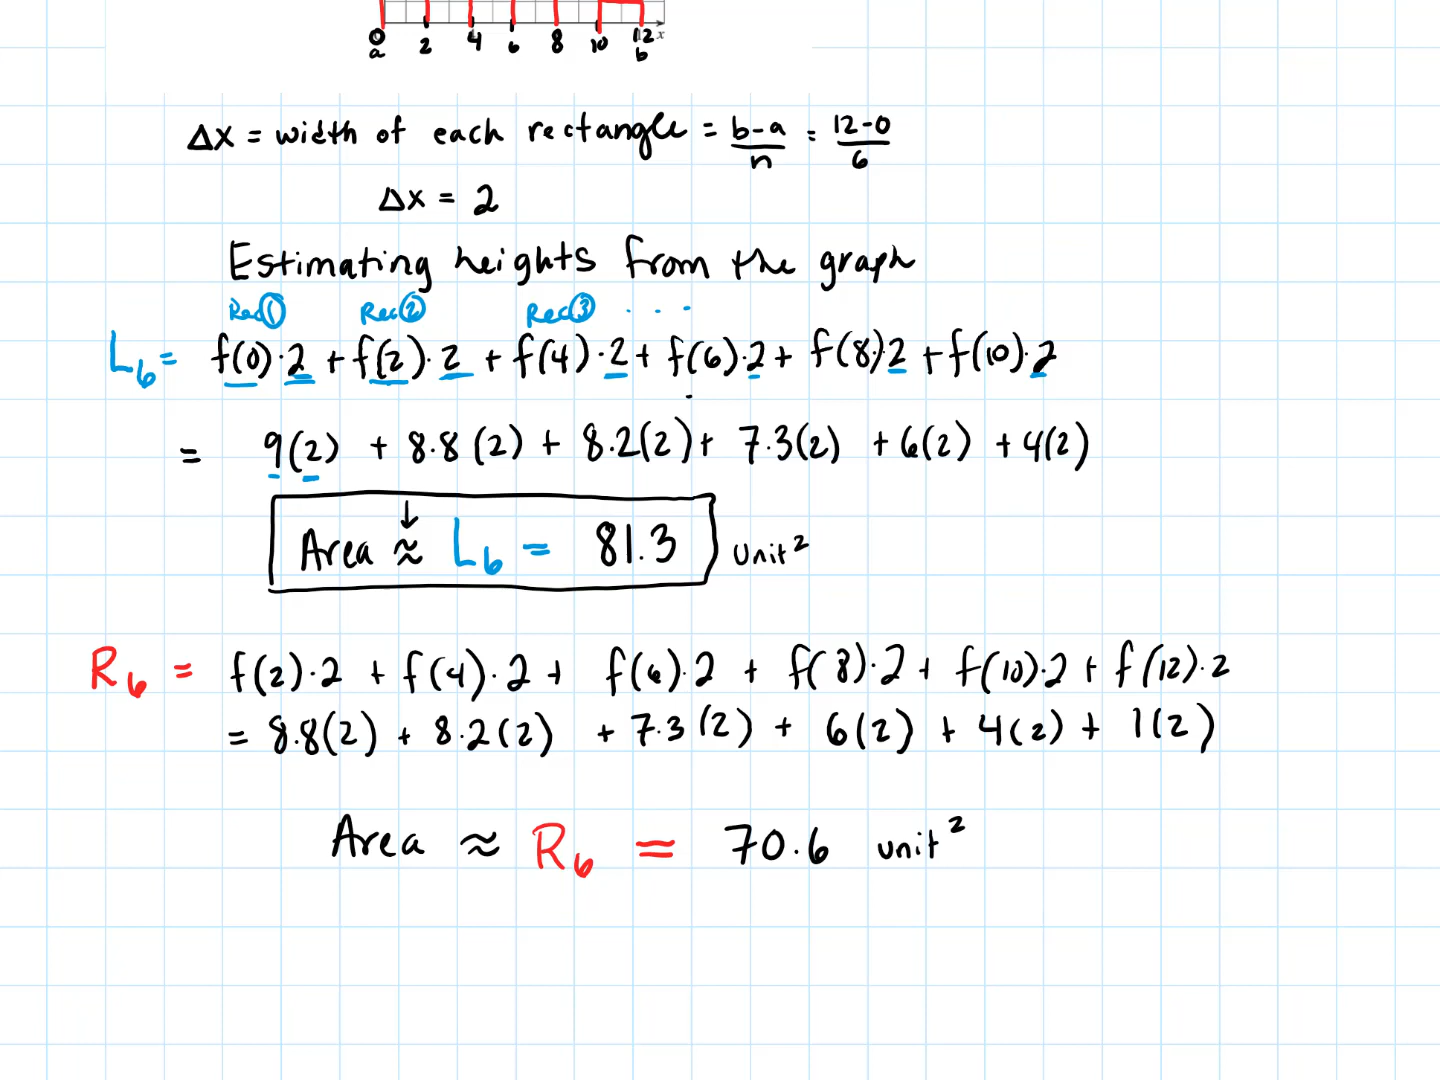 0 2 4 6 8 10 12 x
a b
Δx = width of each rectangle = b-a/n = 12-0/6
Δx = 2
Estimating heights from the graph
Rec① Rec② Rec③ . . .
L6 = f(0)·2 + f(2)·2 + f(4)·2 + f(6)·2 + f(8)·2 + f(10)·2
= 9(2) + 8.8(2) + 8.2(2) + 7.3(2) + 6(2) + 4(2)
Area ≈ L6 = 81.3 unit²
R6 = f(2)·2 + f(4)·2 + f(6)·2 + f(8)·2 + f(10)·2 + f(12)·2
= 8.8(2) + 8.2(2) + 7.3(2) + 6(2) + 4(2) + 1(2)
Area ≈ R6 = 70.6 unit²